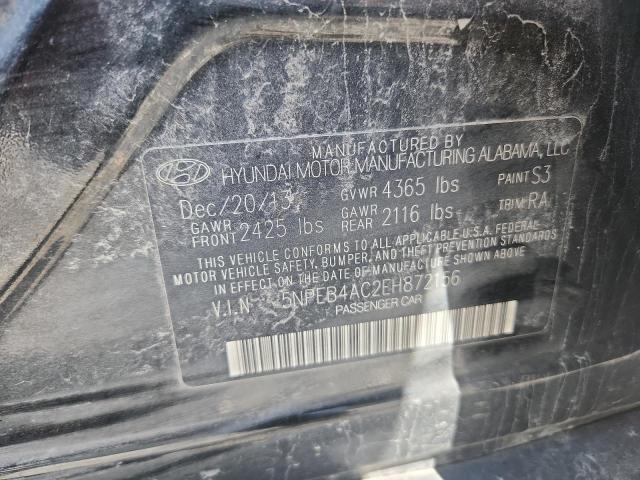 MANUFACTURED BY
HYUNDAI MOTOR MANUFACTURING ALABAMA, LLC
Dec/20/13 GVWR 4365 lbs PAINT S3
GAWR FRONT 2425 lbs GAWR REAR 2116 lbs TRIM RA
THIS VEHICLE CONFORMS TO ALL APPLICABLE U.S.A. FEDERAL
MOTOR VEHICLE SAFETY, BUMPER, AND THEFT PREVENTION STANDARDS
IN EFFECT ON THE DATE OF MANUFACTURE SHOWN ABOVE.
V.I.N 5NPEB4AC2EH872156
PASSENGER CAR